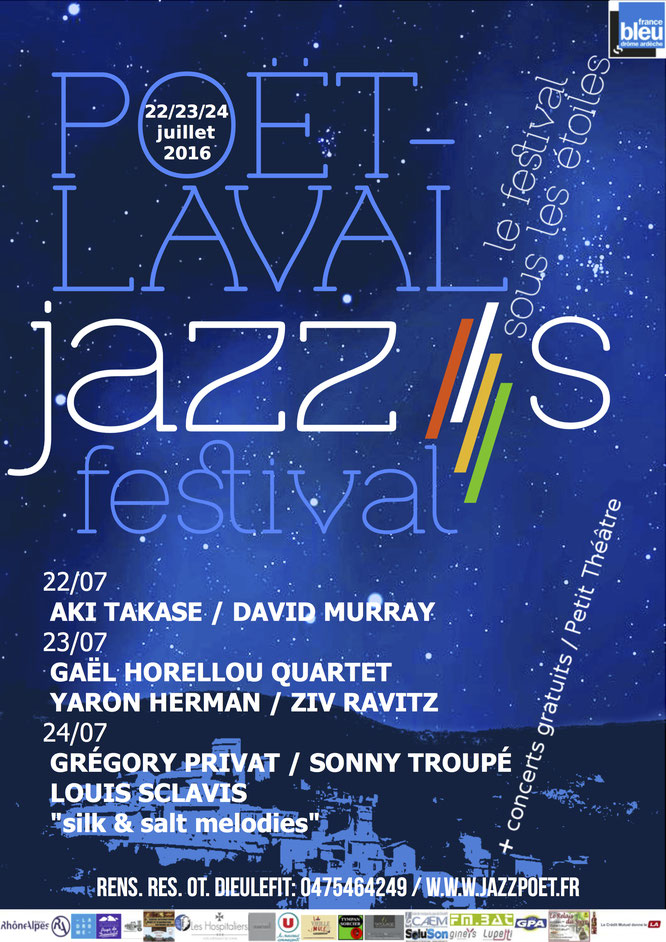 france
bleu
drôme ardèche
POËT-
22/23/24
juillet
2016
LAVAL
le festival
sous les étoiles
jazz s
festival
22/07
AKI TAKASE / DAVID MURRAY
23/07
GAËL HORELLOU QUARTET
YARON HERMAN / ZIV RAVITZ
24/07
GRÉGORY PRIVAT / SONNY TROUPÉ
LOUIS SCLAVIS
"silk & salt melodies"
+ concerts gratuits / Petit Théâtre
RENS. RES. OT. DIEULEFIT: 0475464249 / W.W.W.JAZZPOET.FR
RhôneAlpes
Les Hospitaliers
U
CAEM
SeluSon
FM.BAT
GPA
LA